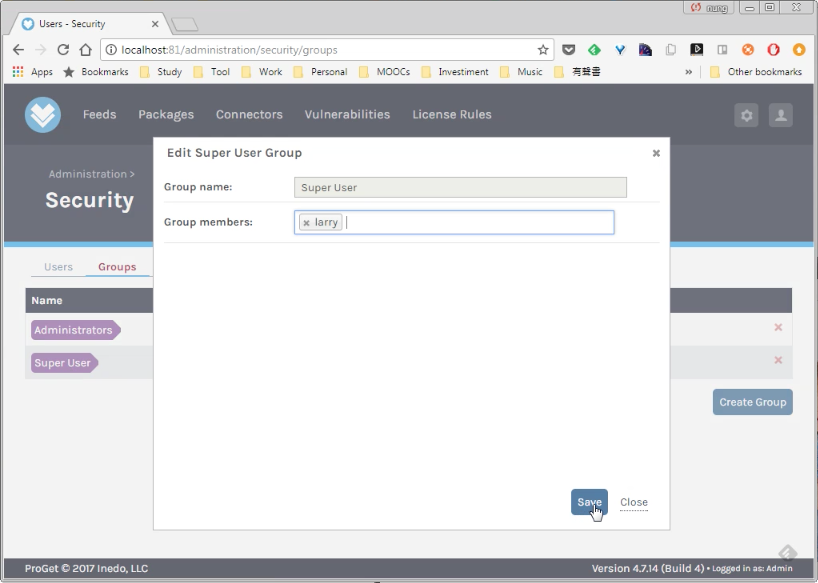 nung
Users - Security
localhost:81/administration/security/groups
Apps Bookmarks Study Tool Work Personal MOOCs Investiment Music 有聲書 » Other bookmarks
Feeds Packages Connectors Vulnerabilities License Rules
Administration >
Security
Edit Super User Group
Group name: Super User
Group members: × larry
Users Groups
Name
Administrators
Super User
Create Group
Save Close
ProGet © 2017 Inedo, LLC Version 4.7.14 (Build 4) • Logged in as: Admin